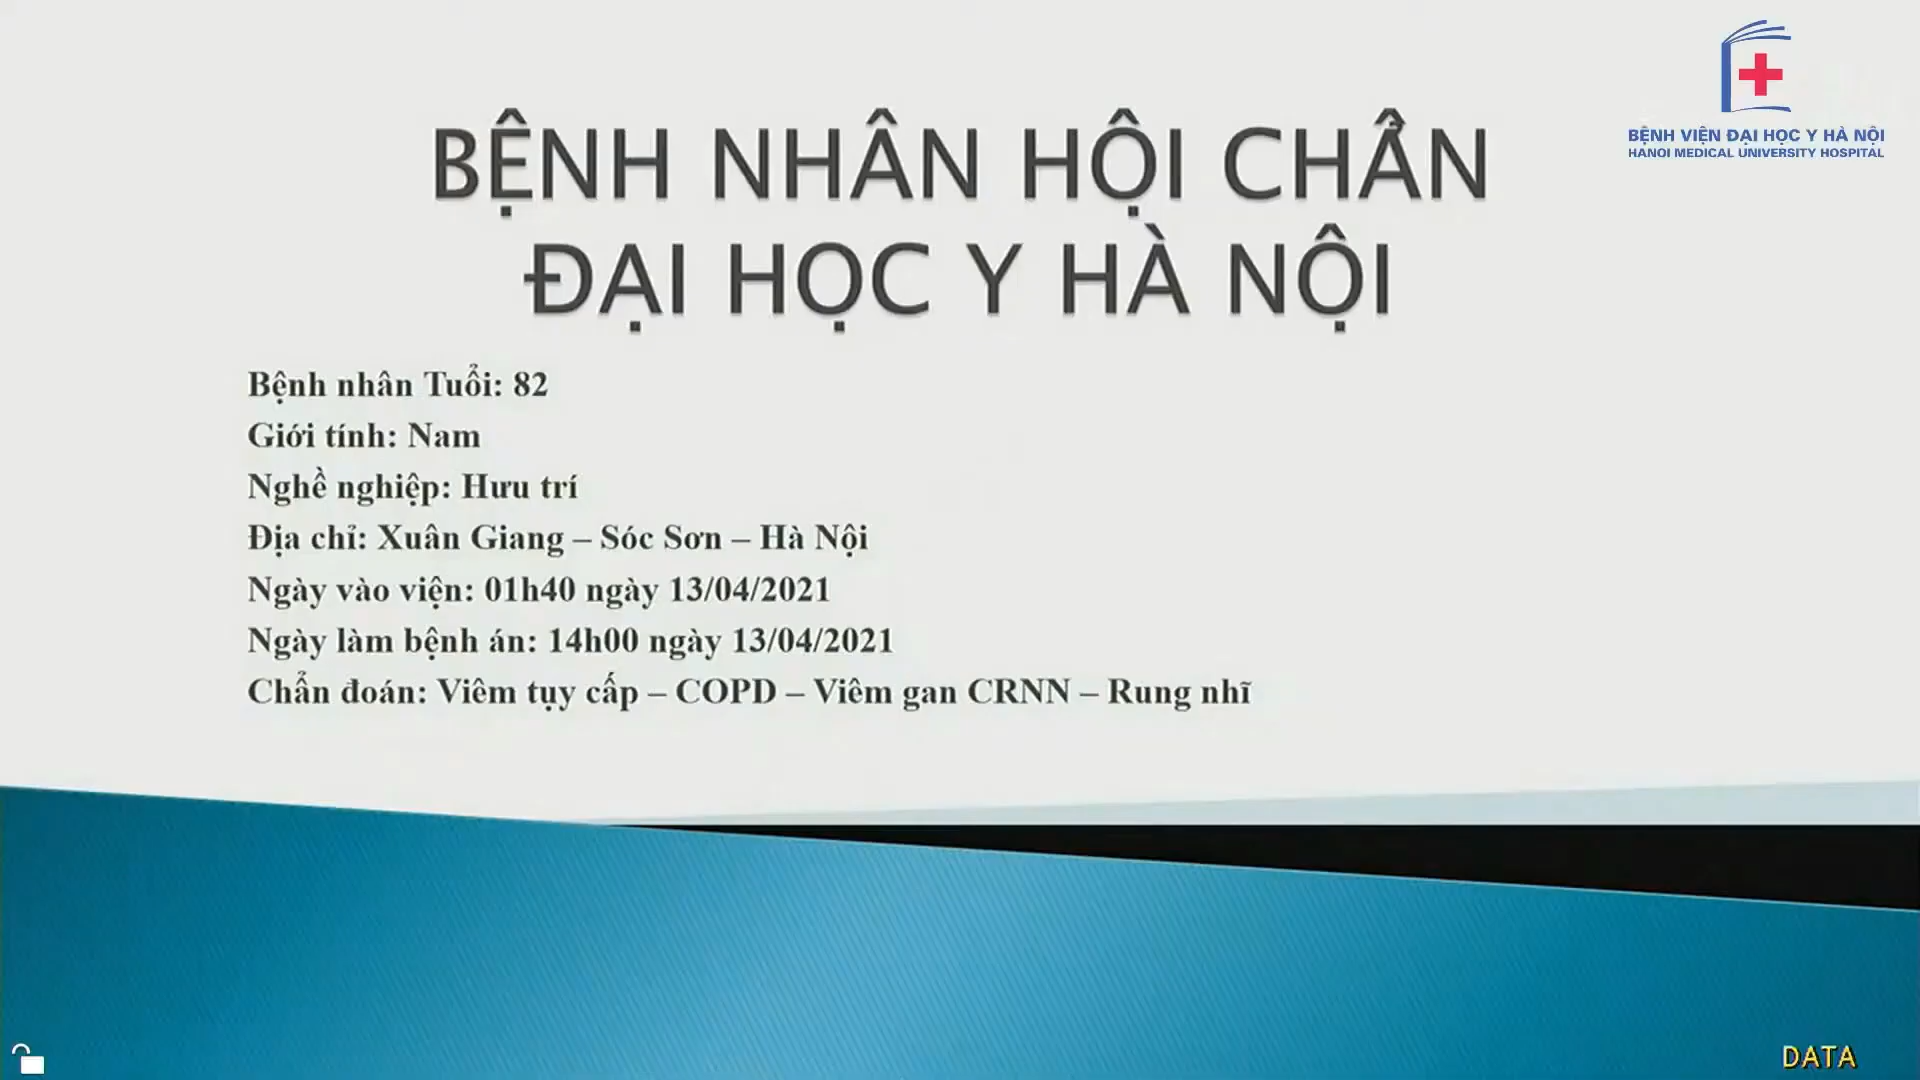 BỆNH VIỆN ĐẠI HỌC Y HÀ NỘI
HANOI MEDICAL UNIVERSITY HOSPITAL
BỆNH NHÂN HỘI CHẨN
ĐẠI HỌC Y HÀ NỘI
Bệnh nhân Tuổi: 82
Giới tính: Nam
Nghề nghiệp: Hưu trí
Địa chỉ: Xuân Giang – Sóc Sơn – Hà Nội
Ngày vào viện: 01h40 ngày 13/04/2021
Ngày làm bệnh án: 14h00 ngày 13/04/2021
Chẩn đoán: Viêm tụy cấp – COPD – Viêm gan CRNN – Rung nhĩ
DATA